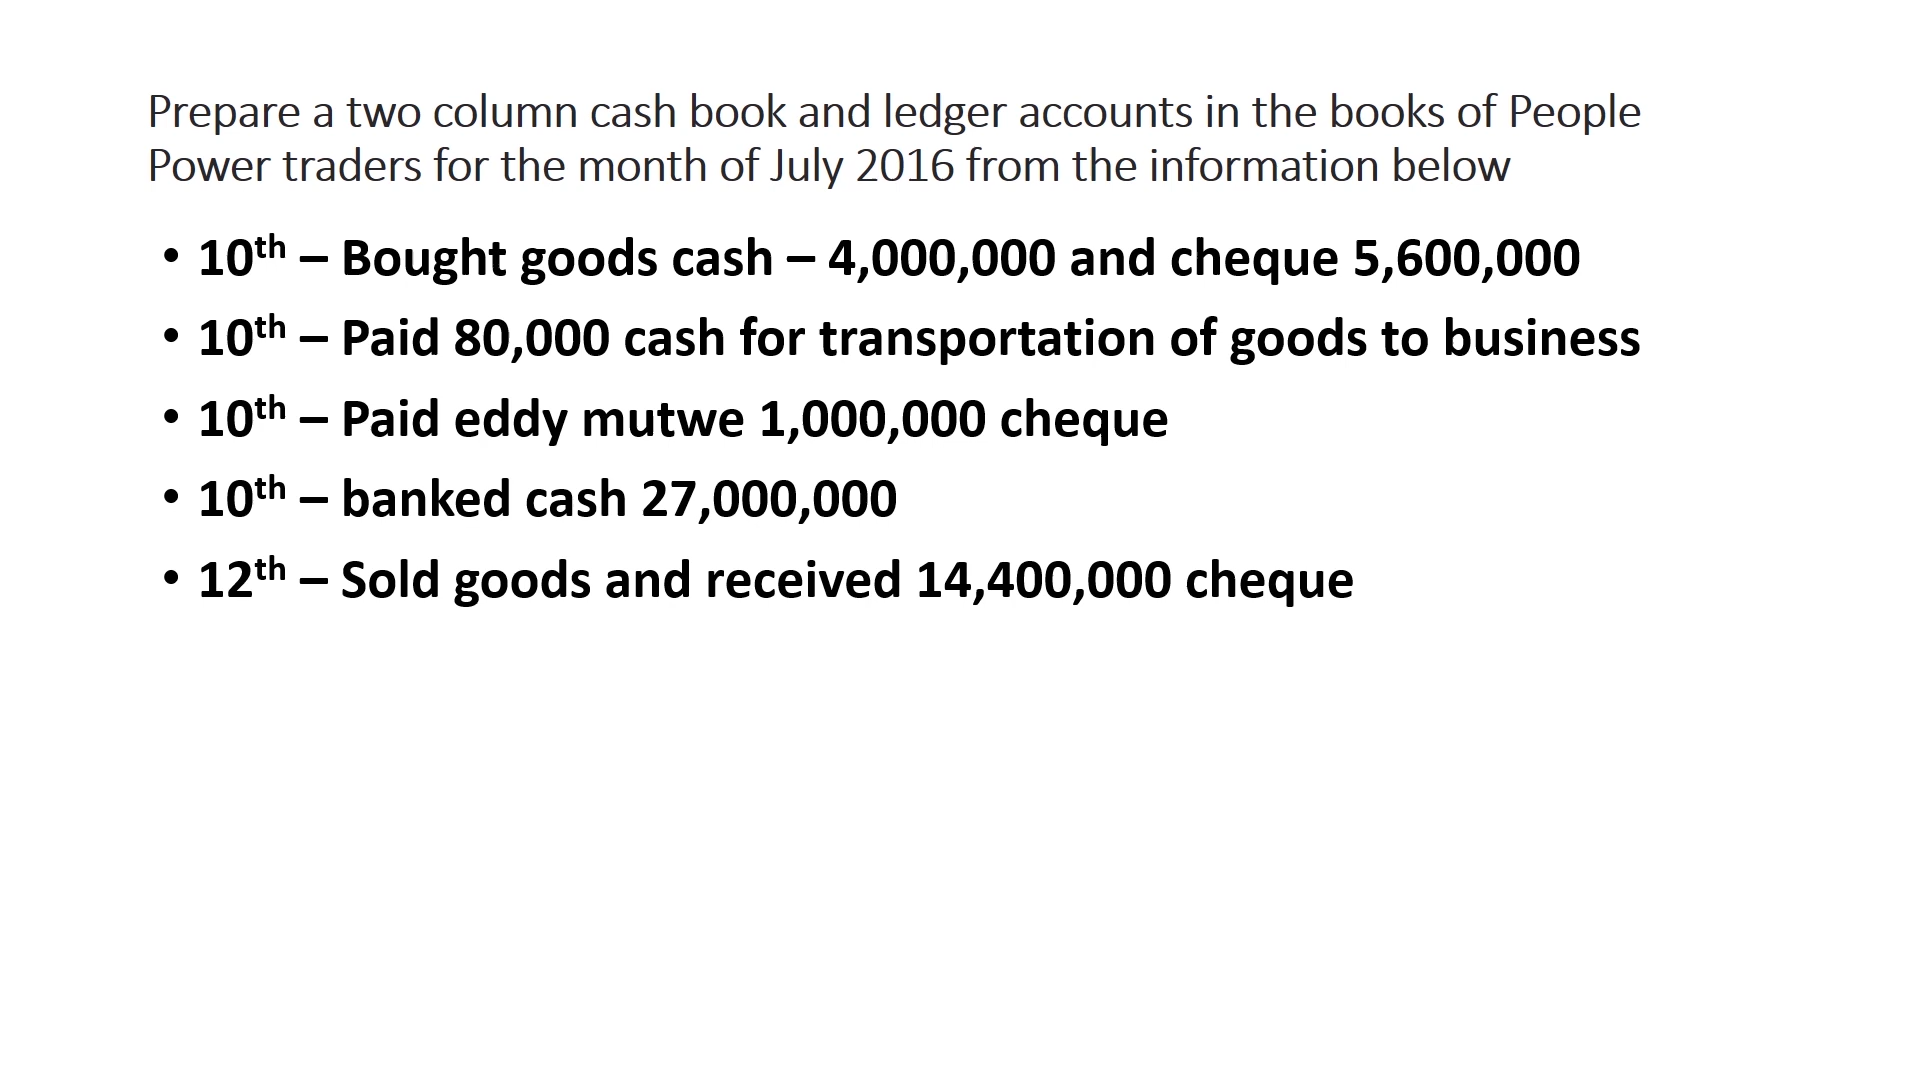 Prepare a two column cash book and ledger accounts in the books of People
Power traders for the month of July 2016 from the information below
• 10th – Bought goods cash – 4,000,000 and cheque 5,600,000
• 10th – Paid 80,000 cash for transportation of goods to business
• 10th – Paid eddy mutwe 1,000,000 cheque
• 10th – banked cash 27,000,000
• 12th – Sold goods and received 14,400,000 cheque